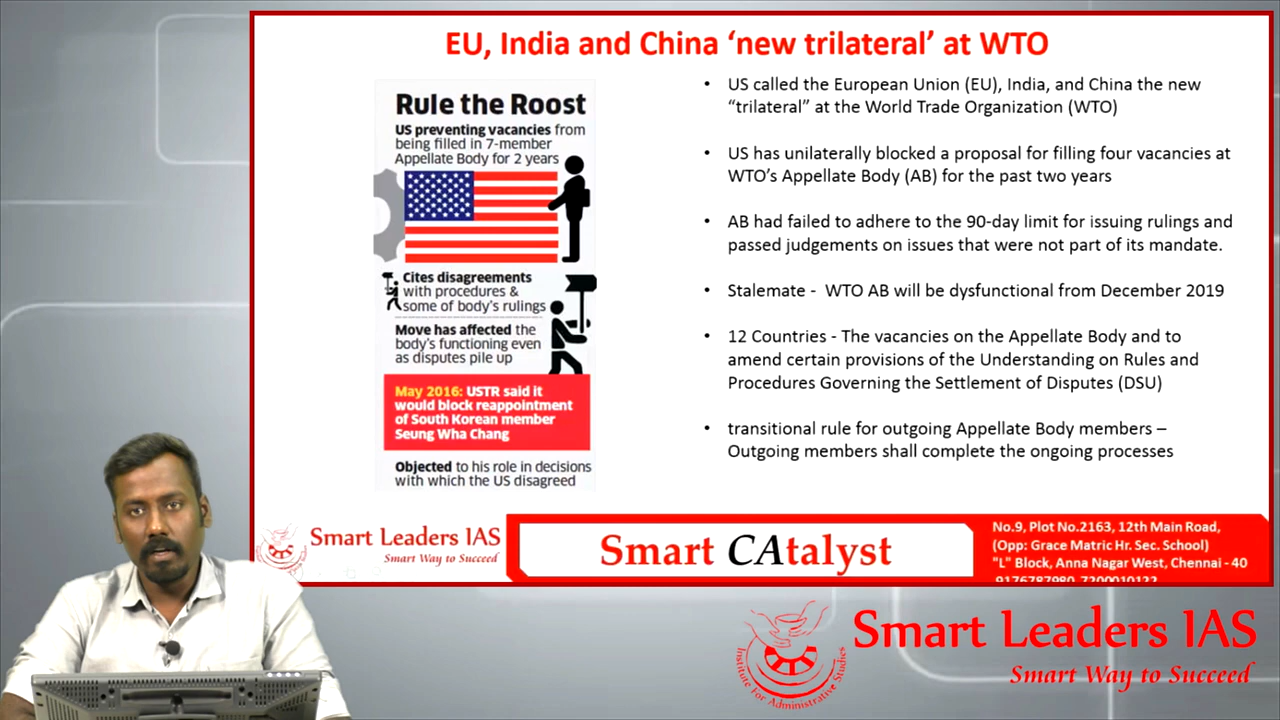 EU, India and China ‘new trilateral’ at WTO
Rule the Roost
US preventing vacancies from
being filled in 7-member
Appellate Body for 2 years
Cites disagreements
with procedures &
some of body's rulings
Move has affected the
body's functioning even
as disputes pile up
May 2016: USTR said it
would block reappointment
of South Korean member
Seung Wha Chang
Objected to his role in decisions
with which the US disagreed
• US called the European Union (EU), India, and China the new
“trilateral” at the World Trade Organization (WTO)
• US has unilaterally blocked a proposal for filling four vacancies at
WTO’s Appellate Body (AB) for the past two years
• AB had failed to adhere to the 90-day limit for issuing rulings and
passed judgements on issues that were not part of its mandate.
• Stalemate - WTO AB will be dysfunctional from December 2019
• 12 Countries - The vacancies on the Appellate Body and to
amend certain provisions of the Understanding on Rules and
Procedures Governing the Settlement of Disputes (DSU)
• transitional rule for outgoing Appellate Body members –
Outgoing members shall complete the ongoing processes
Smart Leaders IAS
Smart Way to Succeed
Smart CAtalyst
No.9, Plot No.2163, 12th Main Road,
(Opp: Grace Matric Hr. Sec. School)
"L" Block, Anna Nagar West, Chennai - 40
9176787980, 7200010122
Smart Leaders IAS
Smart Way to Succeed
Institute For Administrative Studies